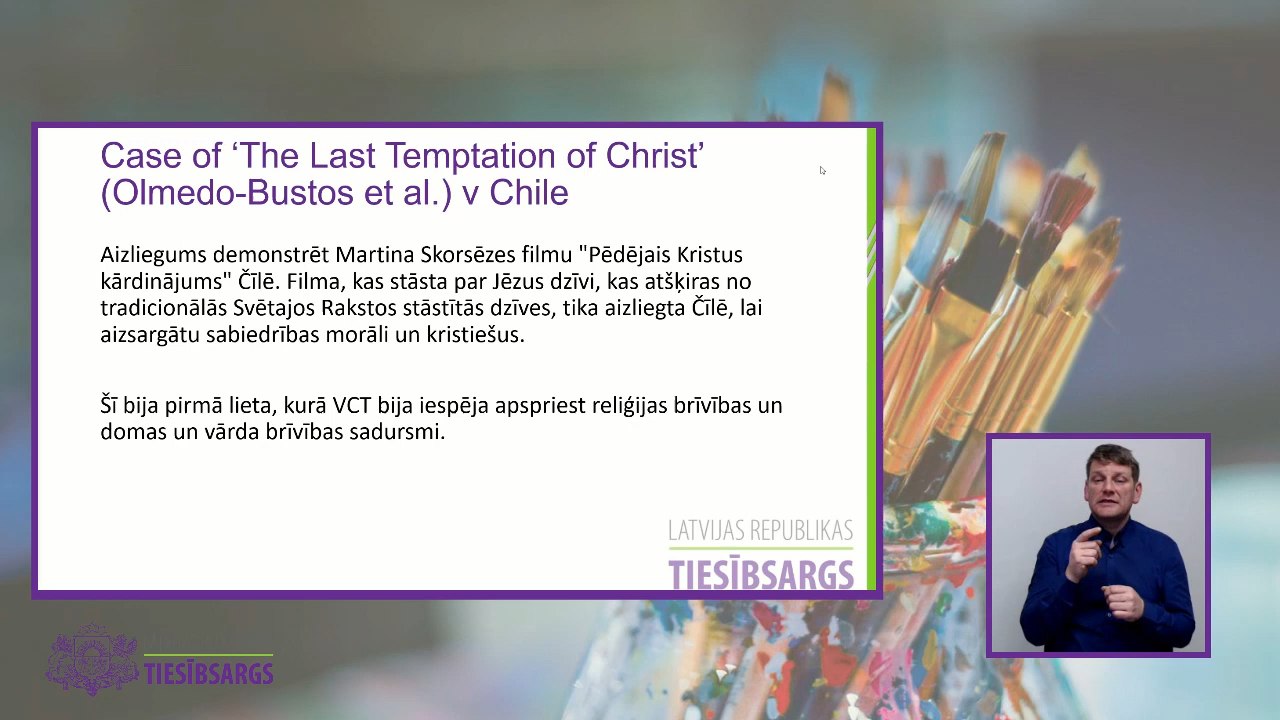 Case of ‘The Last Temptation of Christ’
(Olmedo-Bustos et al.) v Chile
Aizliegums demonstrēt Martina Skorsēzes filmu "Pēdējais Kristus
kārdinājums" Čīlē. Filma, kas stāsta par Jēzus dzīvi, kas atšķiras no
tradicionālās Svētajos Rakstos stāstītās dzīves, tika aizliegta Čīlē, lai
aizsargātu sabiedrības morāli un kristiešus.
Šī bija pirmā lieta, kurā VCT bija iespēja apspriest reliģijas brīvības un
domas un vārda brīvības sadursmi.
LATVIJAS REPUBLIKAS
TIESĪBSARGS
TIESĪBSARGS